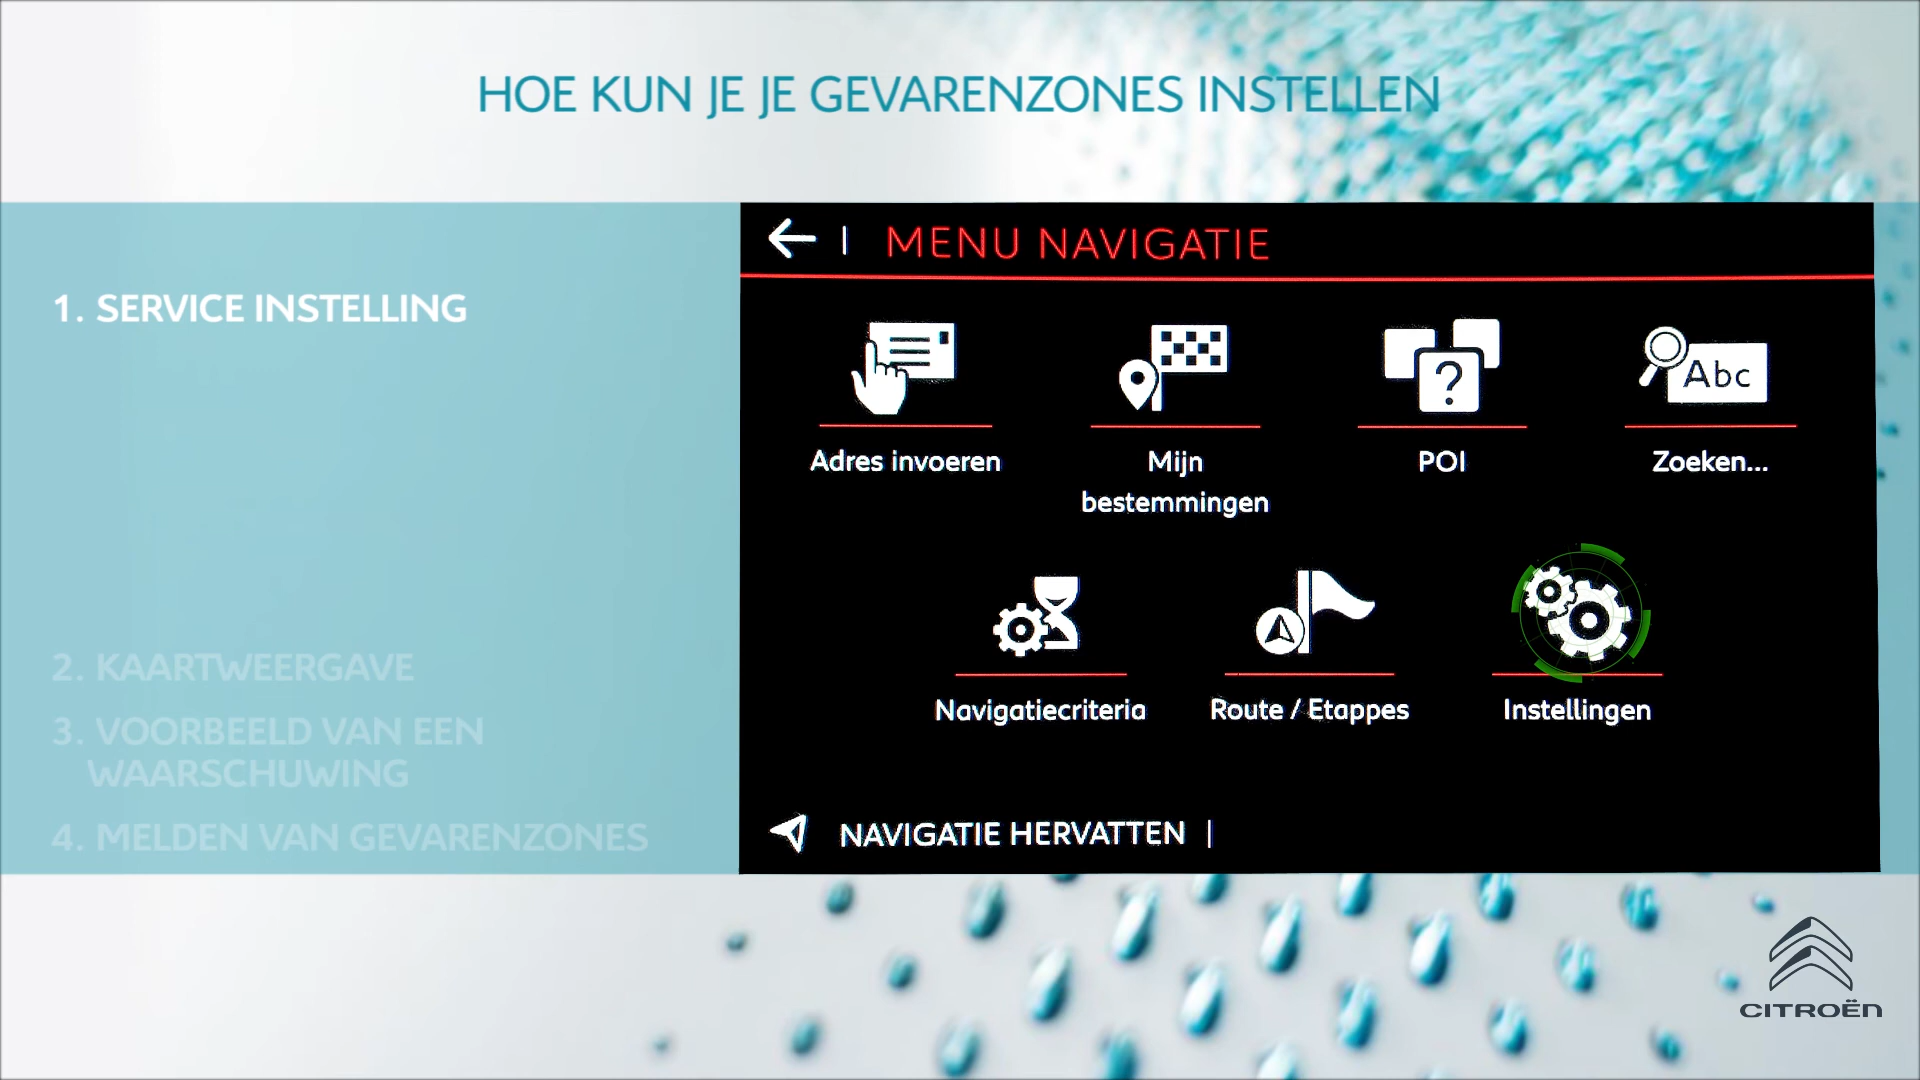 HOE KUN JE JE GEVARENZONES INSTELLEN
1. SERVICE INSTELLING
2. KAARTWEERGAVE
3. VOORBEELD VAN EEN
WAARSCHUWING
4. MELDEN VAN GEVARENZONES
MENU NAVIGATIE
Abc
?
Adres invoeren
Mijn
bestemmingen
POI
Zoeken...
Navigatiecriteria
Route / Etappes
Instellingen
NAVIGATIE HERVATTEN
CITROËN